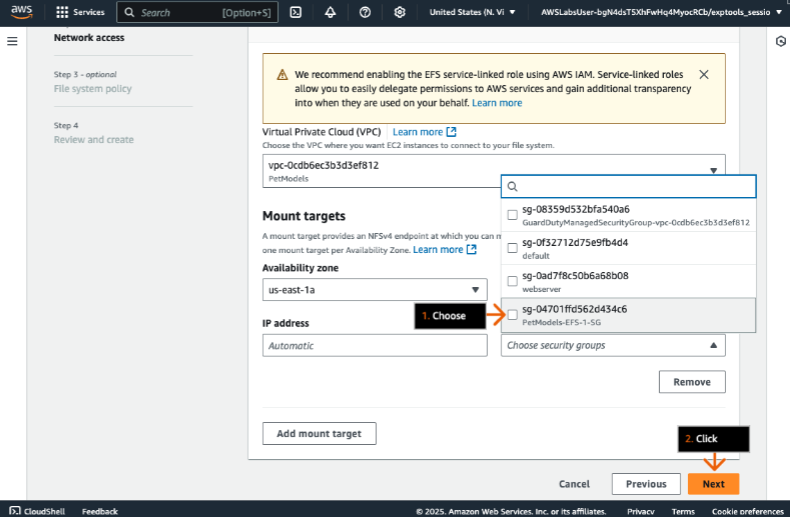 aws
Services
Search
[Option+S]
United States (N. Vi
AWSLabsUser-bgN4dsT5XhFwHq4MyocRCb/exptools_sessio
Network access
Step 3 - optional
File system policy
Step 4
Review and create
We recommend enabling the EFS service-linked role using AWS IAM. Service-linked roles
allow you to easily delegate permissions to AWS services and gain additional transparency
into when they are used on your behalf. Learn more
Virtual Private Cloud (VPC)
Learn more
Choose the VPC where you want EC2 instances to connect to your file system.
vpc-0cdb6ec3b3d3ef812
PetModels
Mount targets
A mount target provides an NFSv4 endpoint at which you can m
one mount target per Availability Zone. Learn more
Availability zone
us-east-1a
IP address
Automatic
sg-08359d532bfa540a6
GuardDutyManagedSecurityGroup-vpc-0cdb6ec3b3d3ef812
sg-0f32712d75e9fb4d4
default
sg-0ad7f8c50b6a68b08
webserver
1. Choose
sg-04701ffd562d434c6
PetModels-EFS-1-SG
Choose security groups
Remove
Add mount target
2. Click
Cancel
Previous
Next
CloudShell
Feedback
© 2025, Amazon Web Services, Inc. or its affiliates.
Privacy
Terms
Cookie preferences